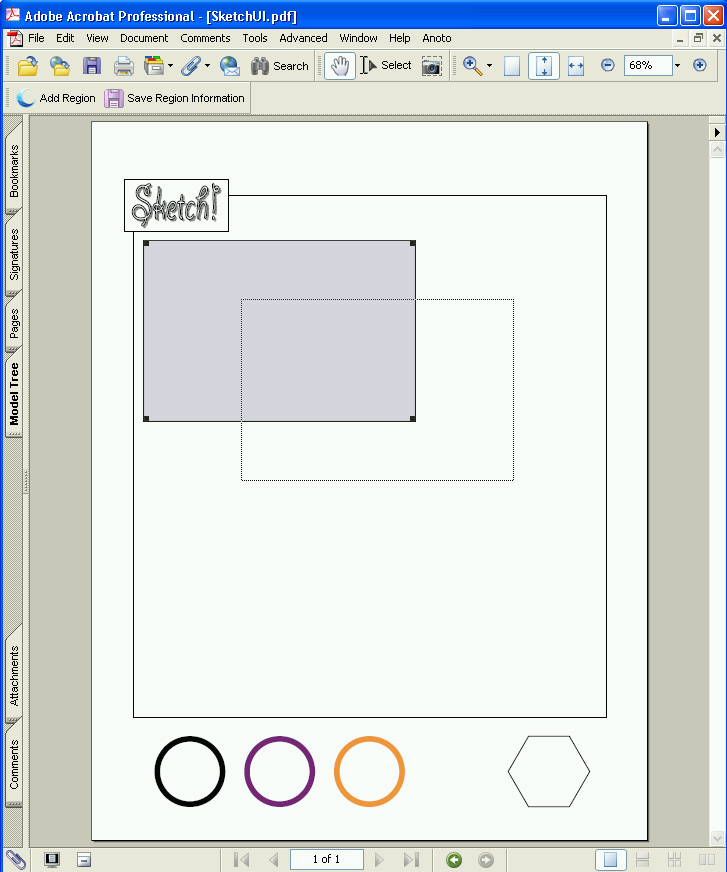 Adobe Acrobat Professional - [SketchUI.pdf]
File Edit View Document Comments Tools Advanced Window Help Anoto
Search Select 68%
Add Region Save Region Information
Bookmarks
Signatures
Pages
Model Tree
Attachments
Comments
Sketch!
1 of 1